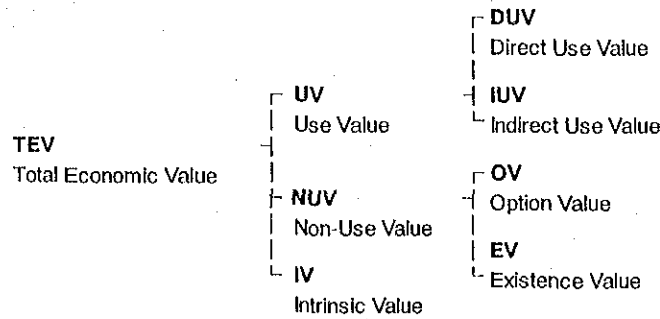 DUV
Direct Use Value
UV
IUV
Use Value
Indirect Use Value
TEV
Total Economic Value
OV
NUV
Option Value
Non-Use Value
EV
IV
Existence Value
Intrinsic Value